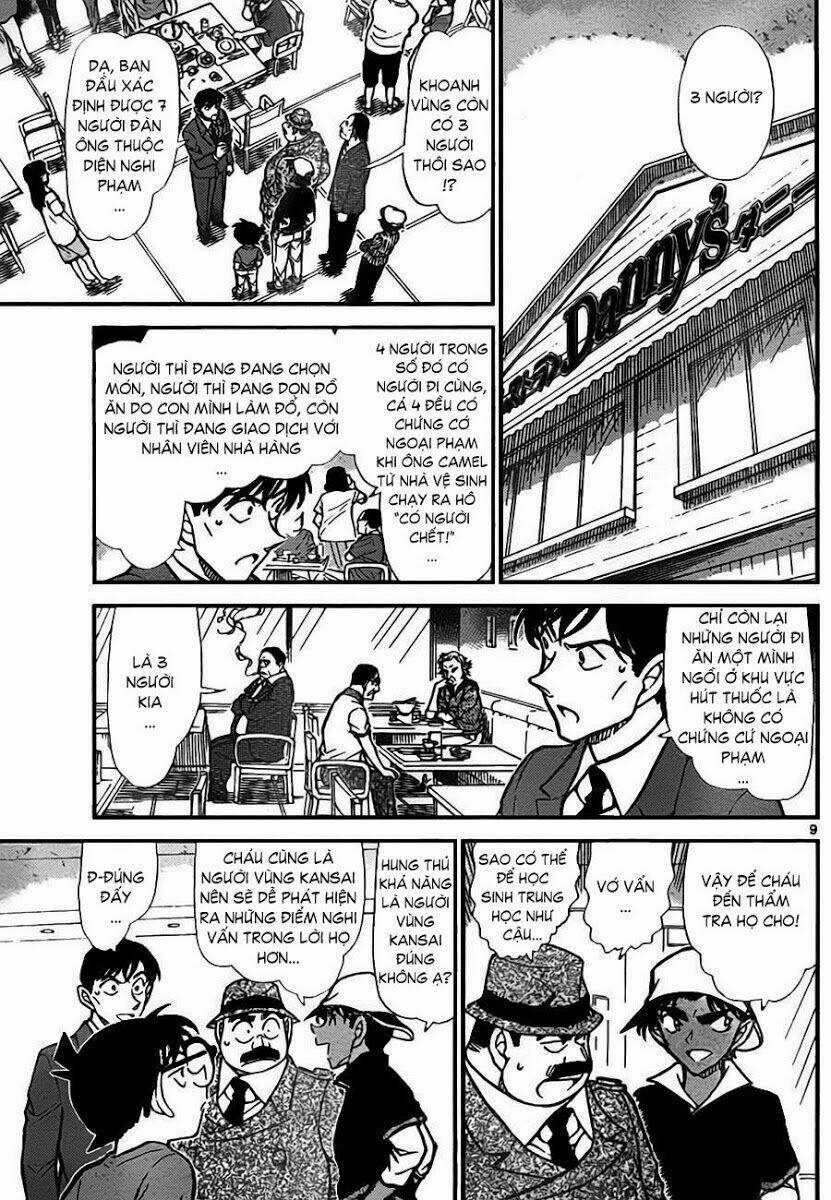 3 NGƯỜI?
Danny's
KHOANH
VÙNG CÒN
CÓ 3
NGƯỜI
THÔI SAO
!?
DẠ, BAN
ĐẦU XÁC
ĐỊNH ĐƯỢC 7
NGƯỜI ĐÀN
ÔNG THUỘC
DIỆN NGHI
PHẠM
...
4 NGƯỜI TRONG
SỐ ĐÓ CÓ
NGƯỜI ĐI CÙNG,
CẢ 4 ĐỀU CÓ
CHỨNG CỨ
NGOẠI PHẠM
KHI ÔNG CAMEL
TỪ NHÀ VỆ SINH
CHẠY RA HÔ
"CÓ NGƯỜI
CHẾT!"
...
NGƯỜI THÌ ĐANG ĐANG CHỌN
MÓN, NGƯỜI THÌ ĐANG DỌN ĐỒ
ĂN DO CON MÌNH LÀM ĐỔ, CÒN
NGƯỜI THÌ ĐANG GIAO DỊCH VỚI
NHÂN VIÊN NHÀ HÀNG
...
CHỈ CÒN LẠI
NHỮNG NGƯỜI ĐI
ĂN MỘT MÌNH
NGỒI Ở KHU VỰC
HÚT THUỐC LÀ
KHÔNG CÓ
CHỨNG CỨ NGOẠI
PHẠM
...
LÀ 3
NGƯỜI
KIA
...
9
VẬY ĐỂ CHÁU
ĐẾN THẨM
TRA HỌ CHO!
VỚ VẨN
...
SAO CÓ THỂ
ĐỂ HỌC
SINH TRUNG
HỌC NHƯ
CẬU...
HUNG THỦ
KHẢ NĂNG
LÀ NGƯỜI
VÙNG
KANSAI
ĐÚNG
KHÔNG Ạ?
CHÁU CŨNG LÀ
NGƯỜI VÙNG KANSAI
NÊN SẼ DỄ PHÁT HIỆN
RA NHỮNG ĐIỂM NGHI
VẤN TRONG LỜI HỌ
HƠN...
Đ-ĐÚNG
ĐẤY
...